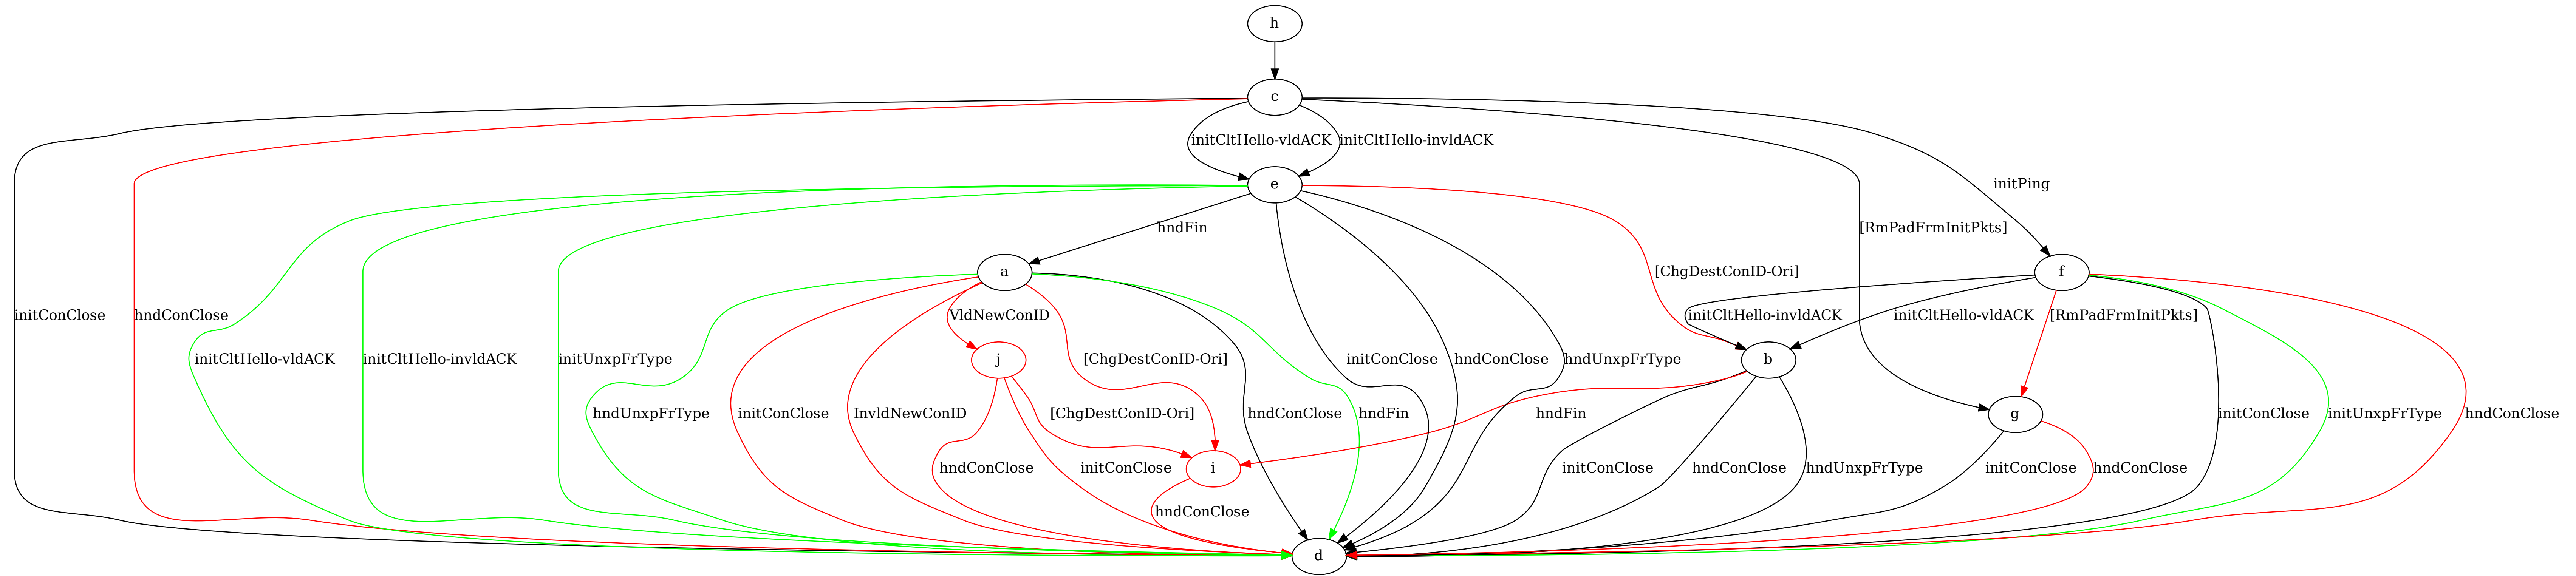 h
c
initCltHello-vldACK
initCltHello-invldACK
e
initPing
hndFin
[RmPadFrmInitPkts]
a
[ChgDestConID-Ori]
f
initConClose
hndConClose
VldNewConID
initCltHello-invldACK
initCltHello-vldACK
[RmPadFrmInitPkts]
initCltHello-vldACK
initCltHello-invldACK
initUnxpFrType
j
[ChgDestConID-Ori]
initConClose
hndConClose
hndUnxpFrType
b
hndUnxpFrType
initConClose
InvldNewConID
[ChgDestConID-Ori]
hndConClose
hndFin
hndFin
g
initConClose
initUnxpFrType
hndConClose
hndConClose
initConClose
i
initConClose
hndConClose
hndUnxpFrType
initConClose
hndConClose
hndConClose
d